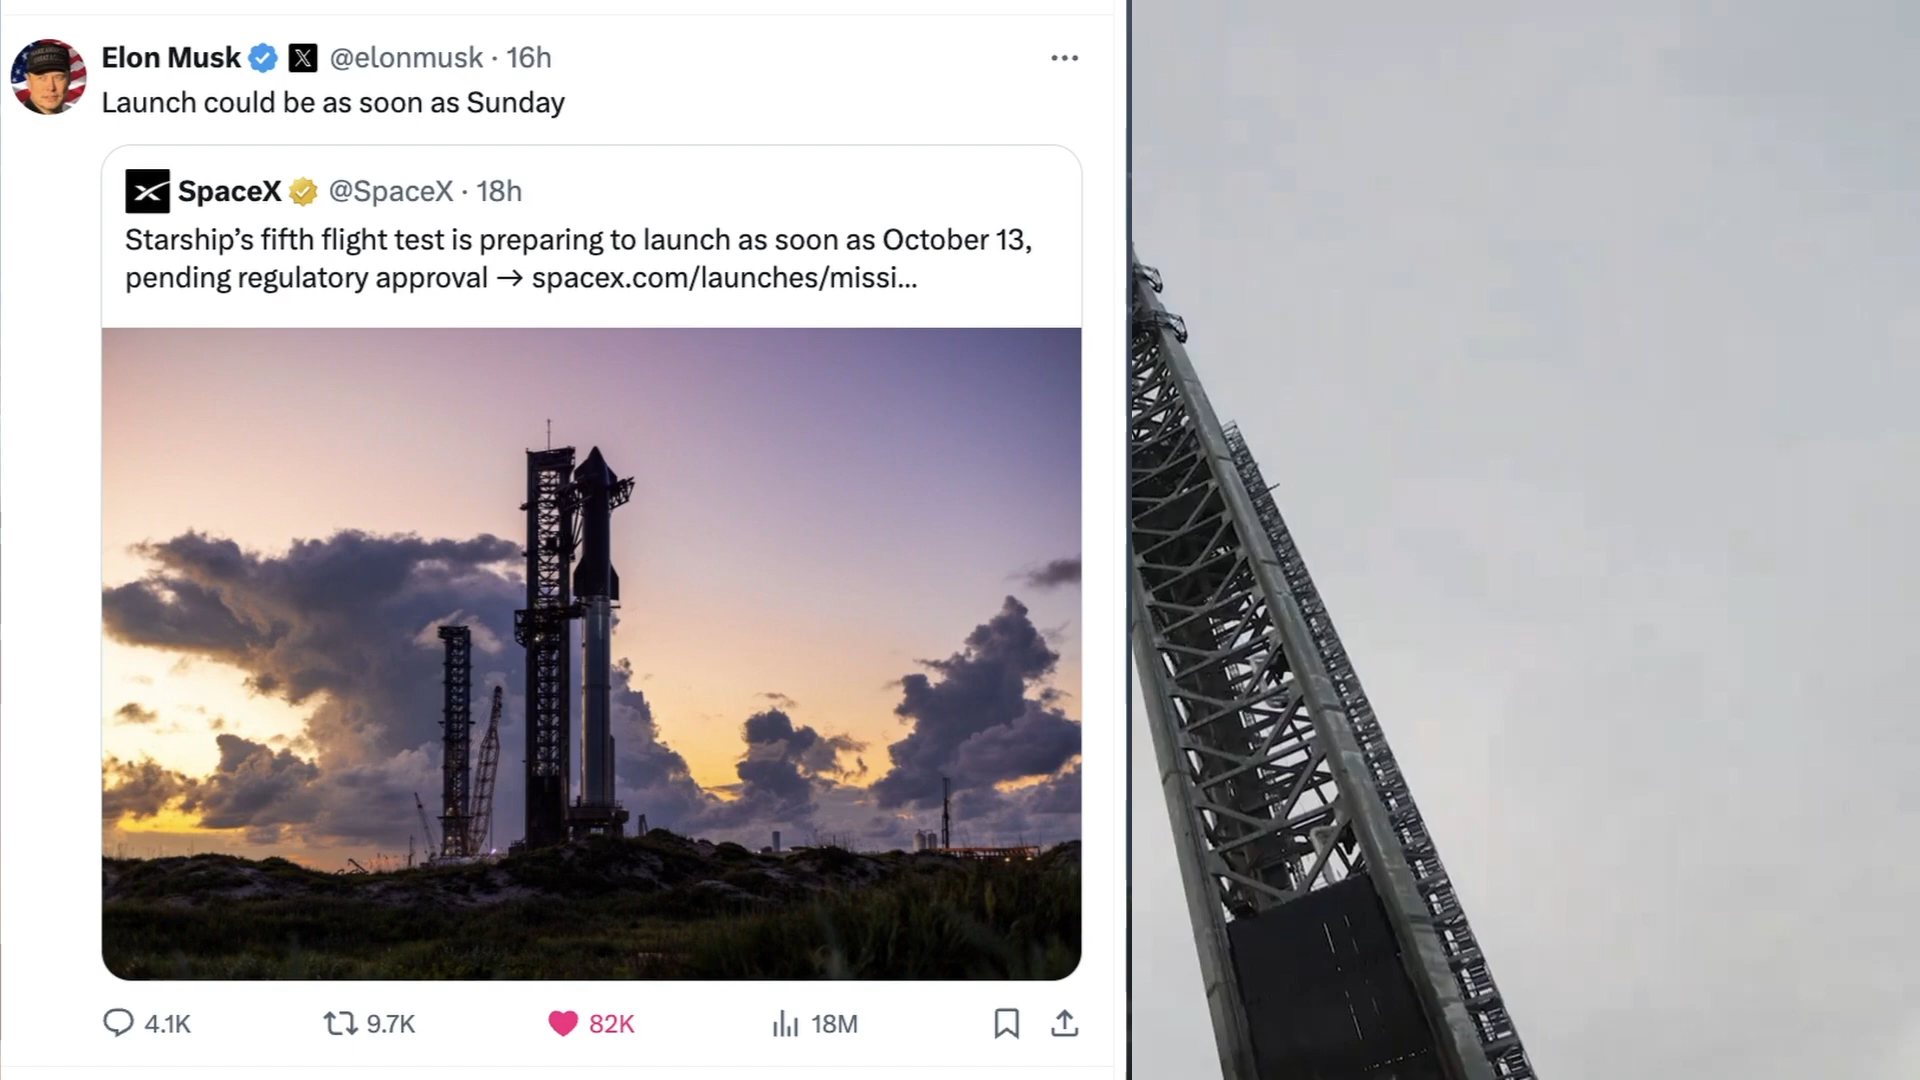 Elon Musk @elonmusk · 16h
Launch could be as soon as Sunday
SpaceX @SpaceX · 18h
Starship’s fifth flight test is preparing to launch as soon as October 13,
pending regulatory approval → spacex.com/launches/missi...
4.1K 9.7K 82K 18M